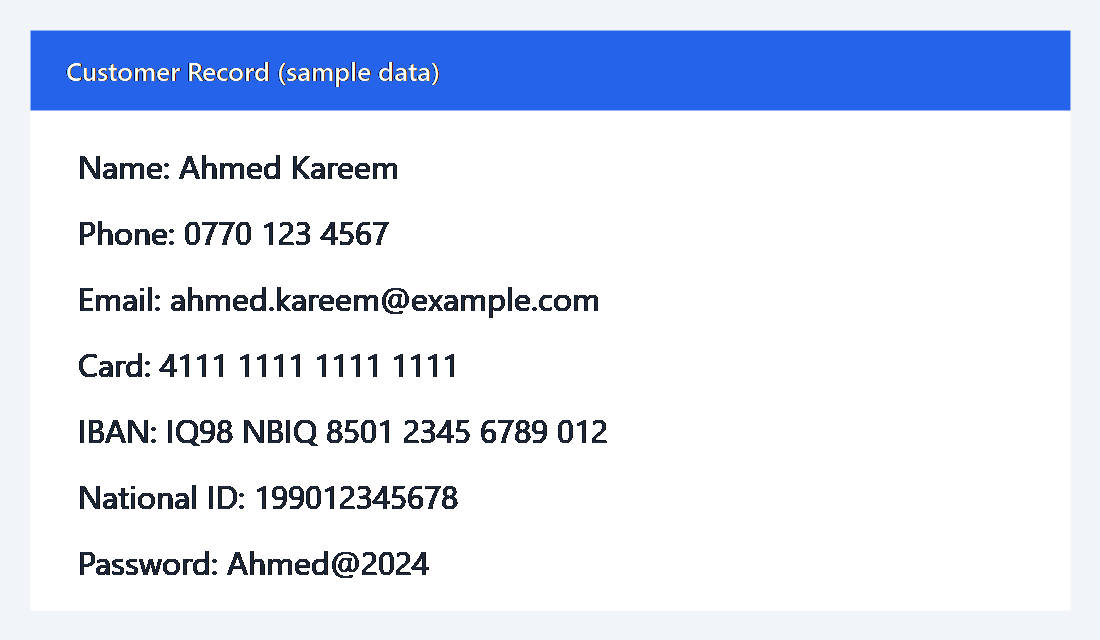 Customer Record (sample data)
Name: Ahmed Kareem
Phone: 0770 123 4567
Email: ahmed.kareem@example.com
Card: 4111 1111 1111 1111
IBAN: IQ98 NBIQ 8501 2345 6789 012
National ID: 199012345678
Password: Ahmed@2024